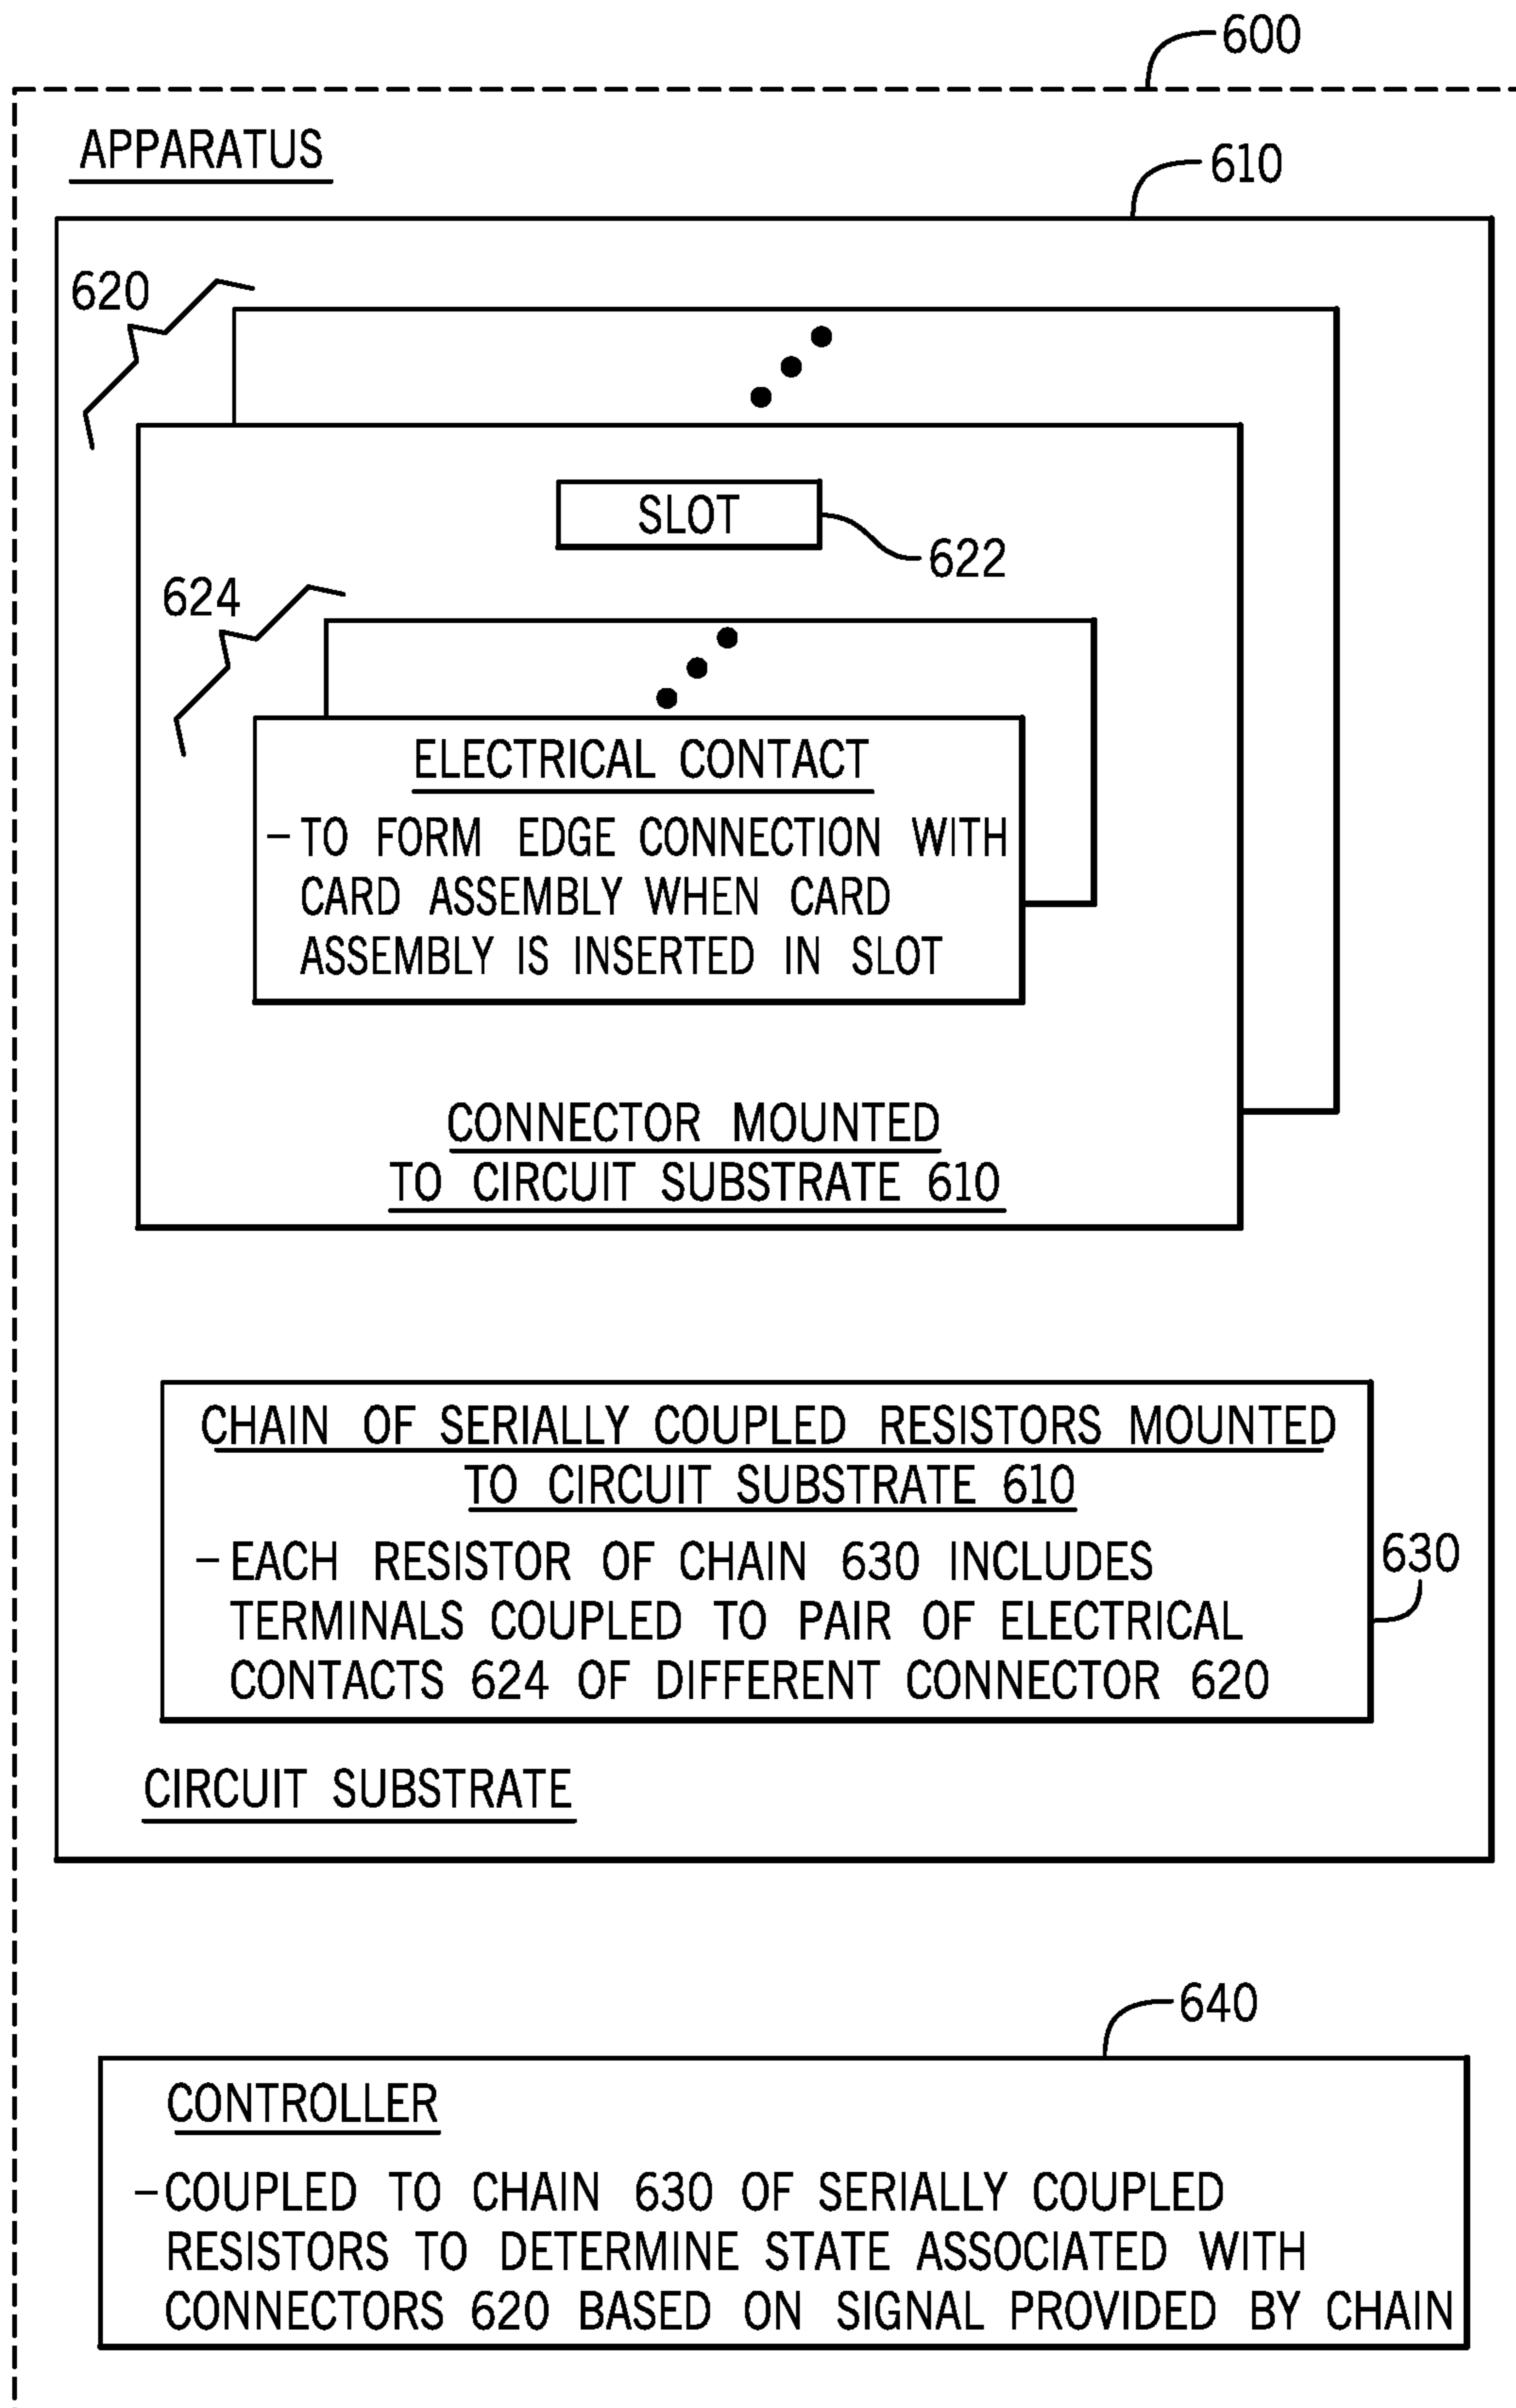 600
APPARATUS
610
620
SLOT
622
624
ELECTRICAL CONTACT
- TO FORM EDGE CONNECTION WITH
CARD ASSEMBLY WHEN CARD
ASSEMBLY IS INSERTED IN SLOT
CONNECTOR MOUNTED
TO CIRCUIT SUBSTRATE 610
CHAIN OF SERIALLY COUPLED RESISTORS MOUNTED
TO CIRCUIT SUBSTRATE 610
- EACH RESISTOR OF CHAIN 630 INCLUDES
TERMINALS COUPLED TO PAIR OF ELECTRICAL
CONTACTS 624 OF DIFFERENT CONNECTOR 620
630
CIRCUIT SUBSTRATE
640
CONTROLLER
- COUPLED TO CHAIN 630 OF SERIALLY COUPLED
RESISTORS TO DETERMINE STATE ASSOCIATED WITH
CONNECTORS 620 BASED ON SIGNAL PROVIDED BY CHAIN